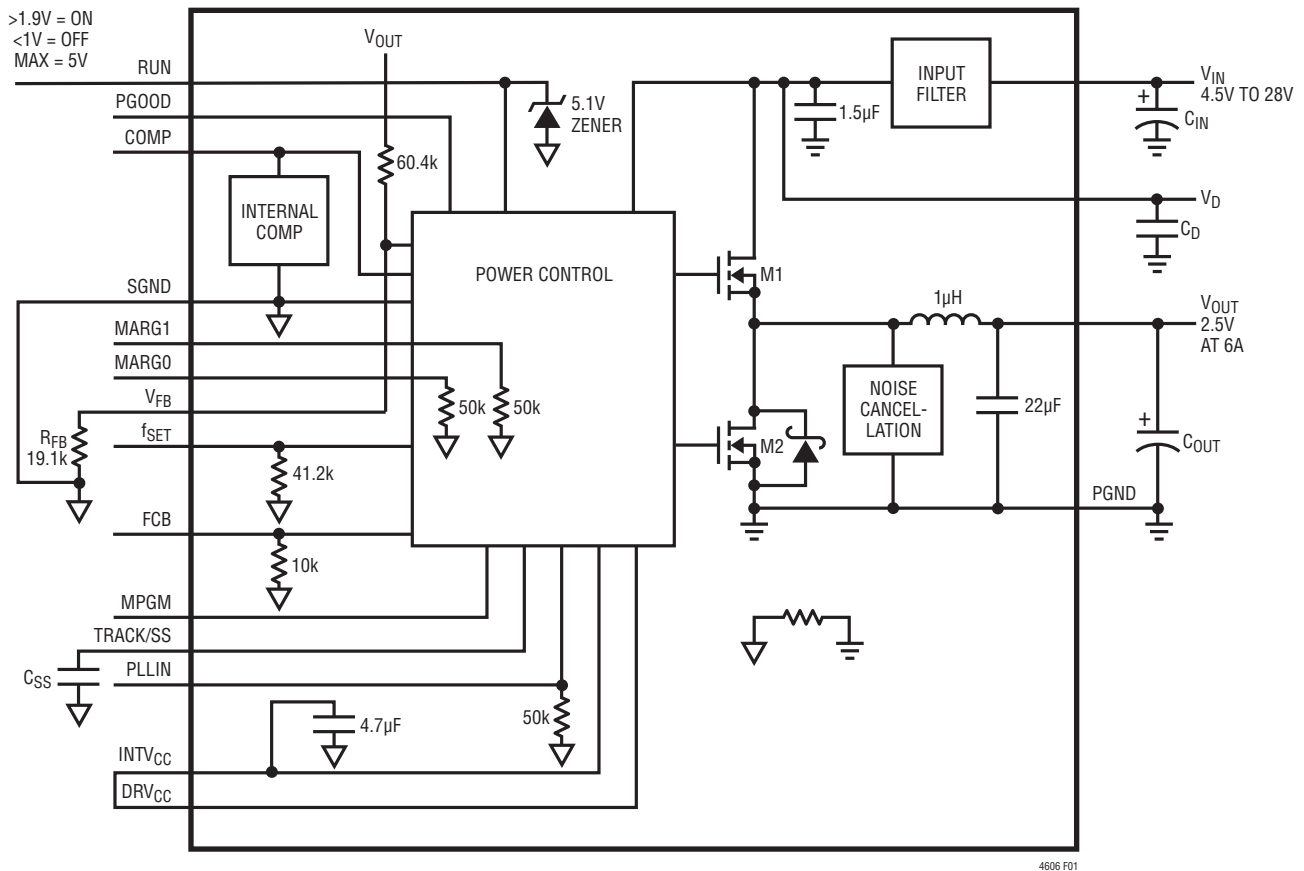 >1.9V = ON
<1V = OFF
MAX = 5V
RUN
PGOOD
COMP
VOUT
60.4k
5.1V
ZENER
1.5µF
INPUT
FILTER
VIN
4.5V TO 28V
+
CIN
VD
CD
INTERNAL
COMP
POWER CONTROL
M1
SGND
MARG1
MARG0
VFB
fSET
RFB
19.1k
50k
50k
41.2k
FCB
10k
1µH
VOUT
2.5V
AT 6A
NOISE
CANCEL-
LATION
22µF
M2
+
COUT
PGND
MPGM
TRACK/SS
CSS
PLLIN
50k
4.7µF
INTVCC
DRVCC
4606 F01